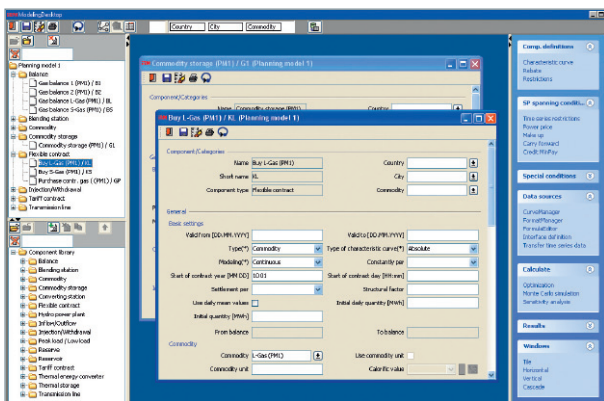 ModelingDesktop
Country
City
Commodity
Planning model 1
Balance
Gas balance 1 (PM1) / B1
Gas balance 2 (PM1) / B2
Gas balance L-Gas (PM1) / BL
Gas balance S-Gas (PM1) / BS
Blending station
Commodity
Commodity storage
Commodity storage (PM1) / G1
Flexible contract
Buy L-Gas (PM1) / KL
Buy S-Gas (PM1) / KS
Purchase contr. gas 1 (PM1) / GP
Injection/Withdrawal
Tariff contract
Transmission line
Component library
Balance
Blending station
Commodity
Commodity storage
Converting station
Flexible contract
Hydro power plant
Inflow/Outflow
Injection/Withdrawal
Peak load / Low load
Reserve
Reservoir
Tariff contract
Thermal energy converter
Thermal storage
Transmission line
Commodity storage (PM1) / G1 (Planning model 1)
Component/Categories
Name Commodity storage (PM1) Country
Buy L-Gas (PM1) / KL (Planning model 1)
Component/Categories
Name Buy L-Gas (PM1) Country
Short name KL City
Component type Flexible contract Commodity
General
Basic settings
Valid from [DD.MM.YYYY] Valid to [DD.MM.YYYY]
Type(*) Commodity Type of characteristic curve(*) Absolute
Modeling(*) Continuous Constantly per
Start of contract year [MM DD] 10 01 Start of contract day [HH:mm]
Settlement per Structural factor
Use daily mean values Initial daily quantity [MWh]
Initial quantity [MWh]
From balance To balance
Commodity
Commodity L-Gas (PM1) Use commodity unit
Commodity unit Calorific value
Comp. definitions
Characteristic curve
Rebate
Restrictions
SP spanning conditi...
Time series restrictions
Power price
Make up
Carry forward
Credit MinPay
Special conditions
Data sources
CurveManager
FormatManager
FormulaEditor
Interface definition
Transfer time series data
Calculate
Optimization
Monte Carlo simulation
Sensitivity analysis
Results
Windows
Tile
Horizontal
Vertical
Cascade